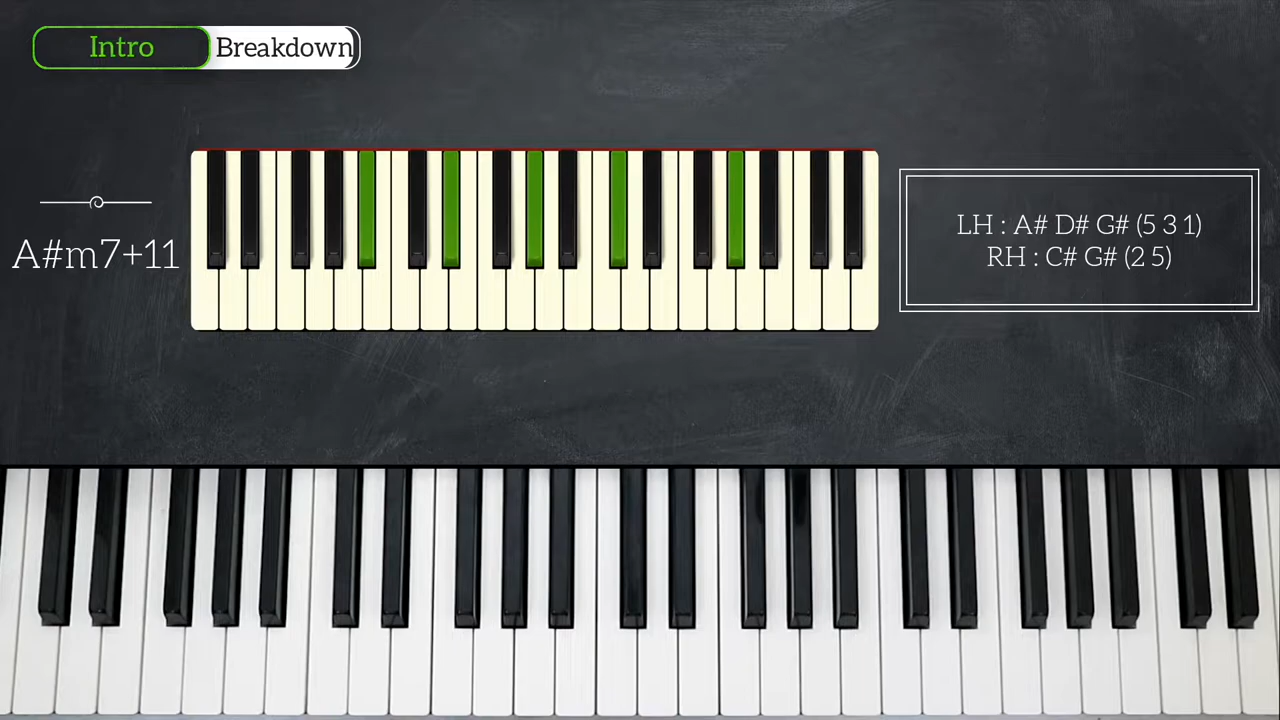 Intro
Breakdown
A#m7+11
LH : A# D# G# (5 3 1)
RH : C# G# (2 5)